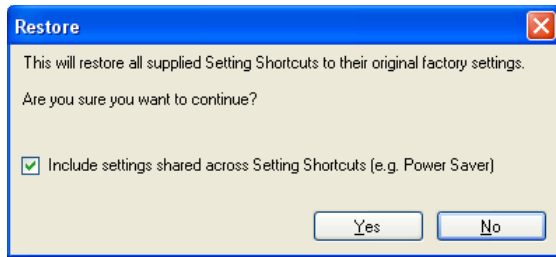 Restore
This will restore all supplied Setting Shortcuts to their original factory settings.
Are you sure you want to continue?
Include settings shared across Setting Shortcuts (e.g. Power Saver)
Yes No